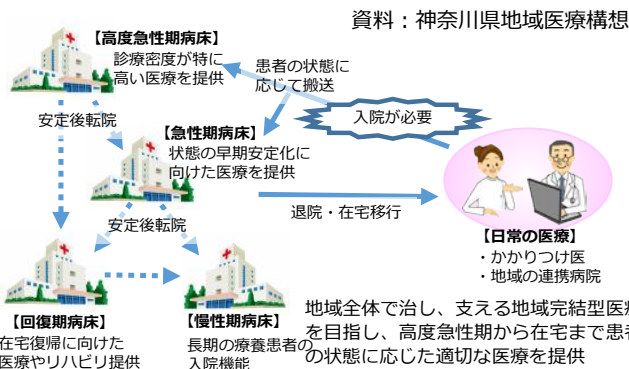 資料：神奈川県地域医療構想
【高度急性期病床】
診療密度が特に
高い医療を提供
患者の状態に
応じて搬送
入院が必要
安定後転院
【急性期病床】
状態の早期安定化に
向けた医療を提供
退院・在宅移行
【日常の医療】
・かかりつけ医
・地域の連携病院
安定後転院
【回復期病床】
在宅復帰に向けた
医療やリハビリ提供
【慢性期病床】
長期の療養患者の
入院機能
地域全体で治し、支える地域完結型医療
を目指し、高度急性期から在宅まで患者
の状態に応じた適切な医療を提供